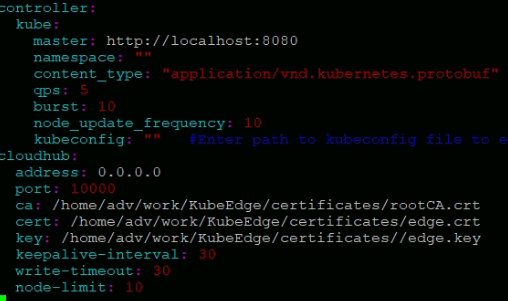 controller:
  kube:
    master: http://localhost:8080
    namespace: ""
    content_type: "application/vnd.kubernetes.protobuf"
    qps: 5
    burst: 10
    node_update_frequency: 10
    kubeconfig: ""   #Enter path to kubeconfig file to e
cloudhub:
  address: 0.0.0.0
  port: 10000
  ca: /home/adv/work/KubeEdge/certificates/rootCA.crt
  cert: /home/adv/work/KubeEdge/certificates/edge.crt
  key: /home/adv/work/KubeEdge/certificates//edge.key
  keepalive-interval: 30
  write-timeout: 30
  node-limit: 10